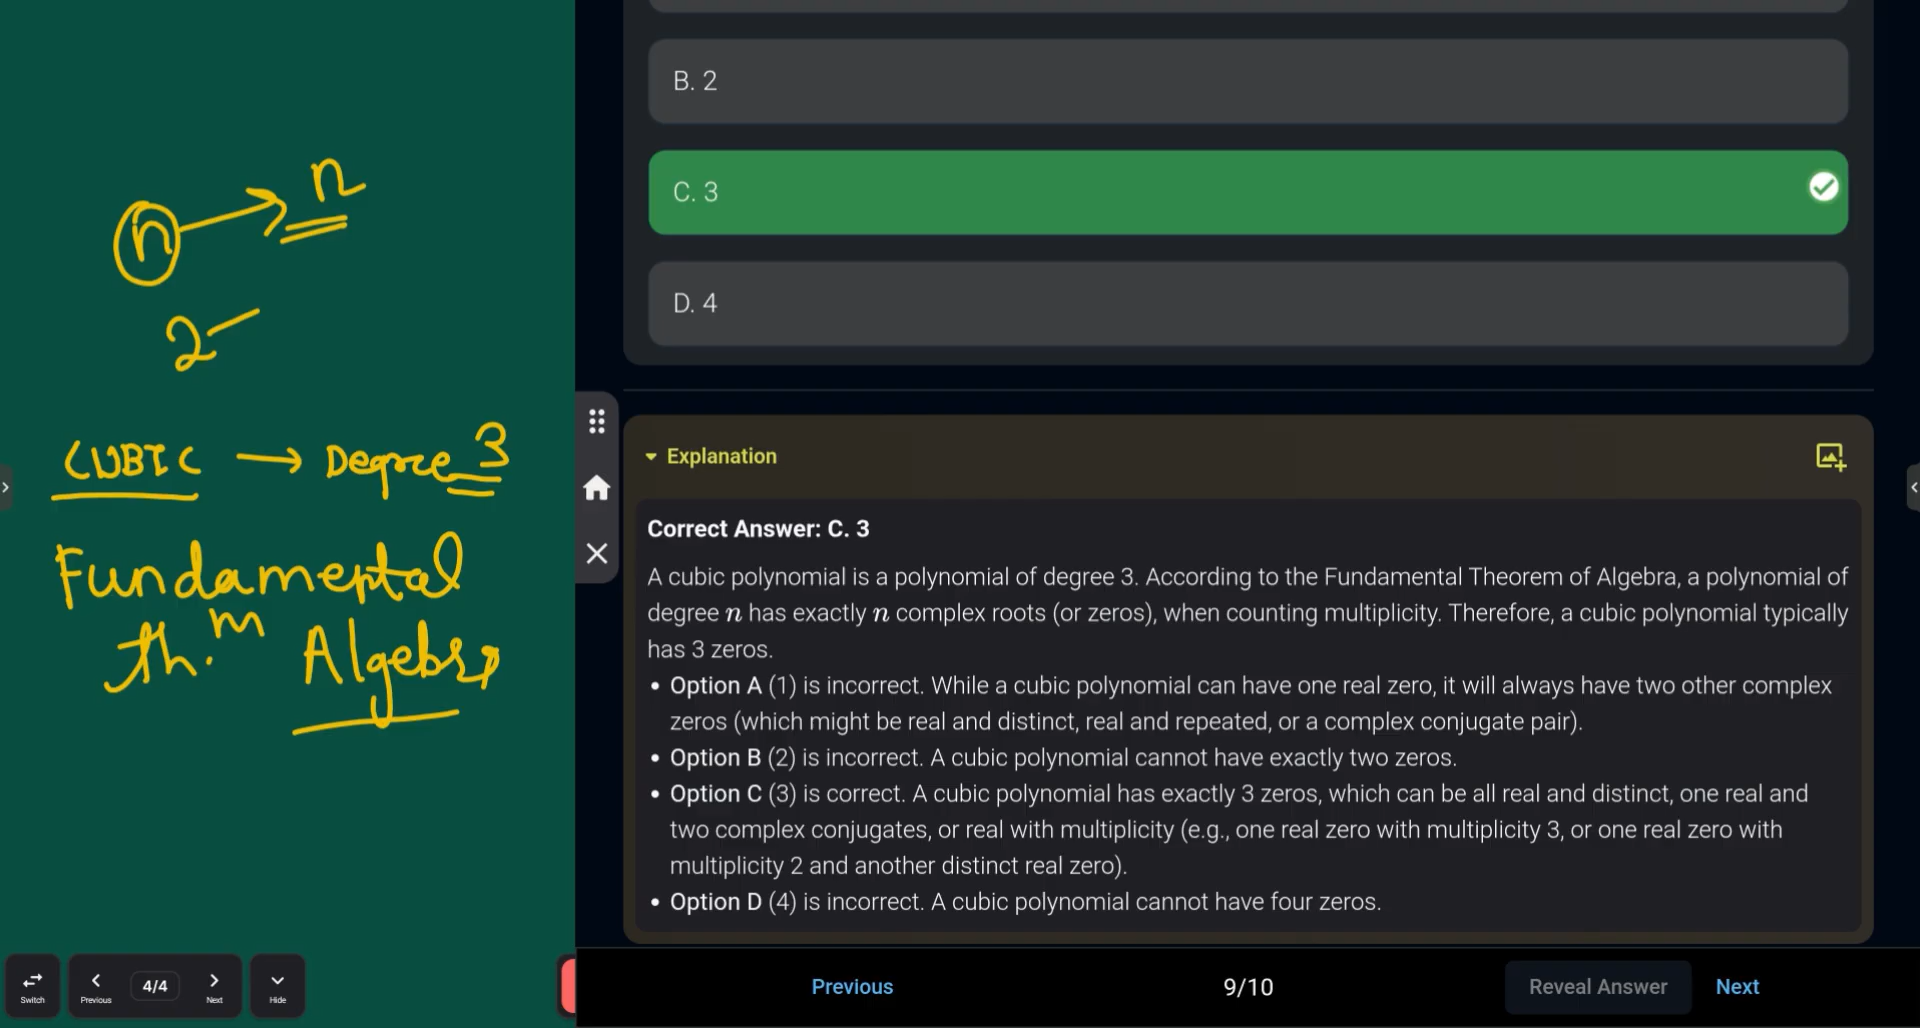 n → n
2
CUBIC → Degree 3
Fundamental
th.m Algebra
B. 2
C. 3
D. 4
Explanation
Correct Answer: C. 3
A cubic polynomial is a polynomial of degree 3. According to the Fundamental Theorem of Algebra, a polynomial of
degree n has exactly n complex roots (or zeros), when counting multiplicity. Therefore, a cubic polynomial typically
has 3 zeros.
• Option A (1) is incorrect. While a cubic polynomial can have one real zero, it will always have two other complex
zeros (which might be real and distinct, real and repeated, or a complex conjugate pair).
• Option B (2) is incorrect. A cubic polynomial cannot have exactly two zeros.
• Option C (3) is correct. A cubic polynomial has exactly 3 zeros, which can be all real and distinct, one real and
two complex conjugates, or real with multiplicity (e.g., one real zero with multiplicity 3, or one real zero with
multiplicity 2 and another distinct real zero).
• Option D (4) is incorrect. A cubic polynomial cannot have four zeros.
Switch
Previous
4/4
Next
Hide
Previous
9/10
Reveal Answer
Next